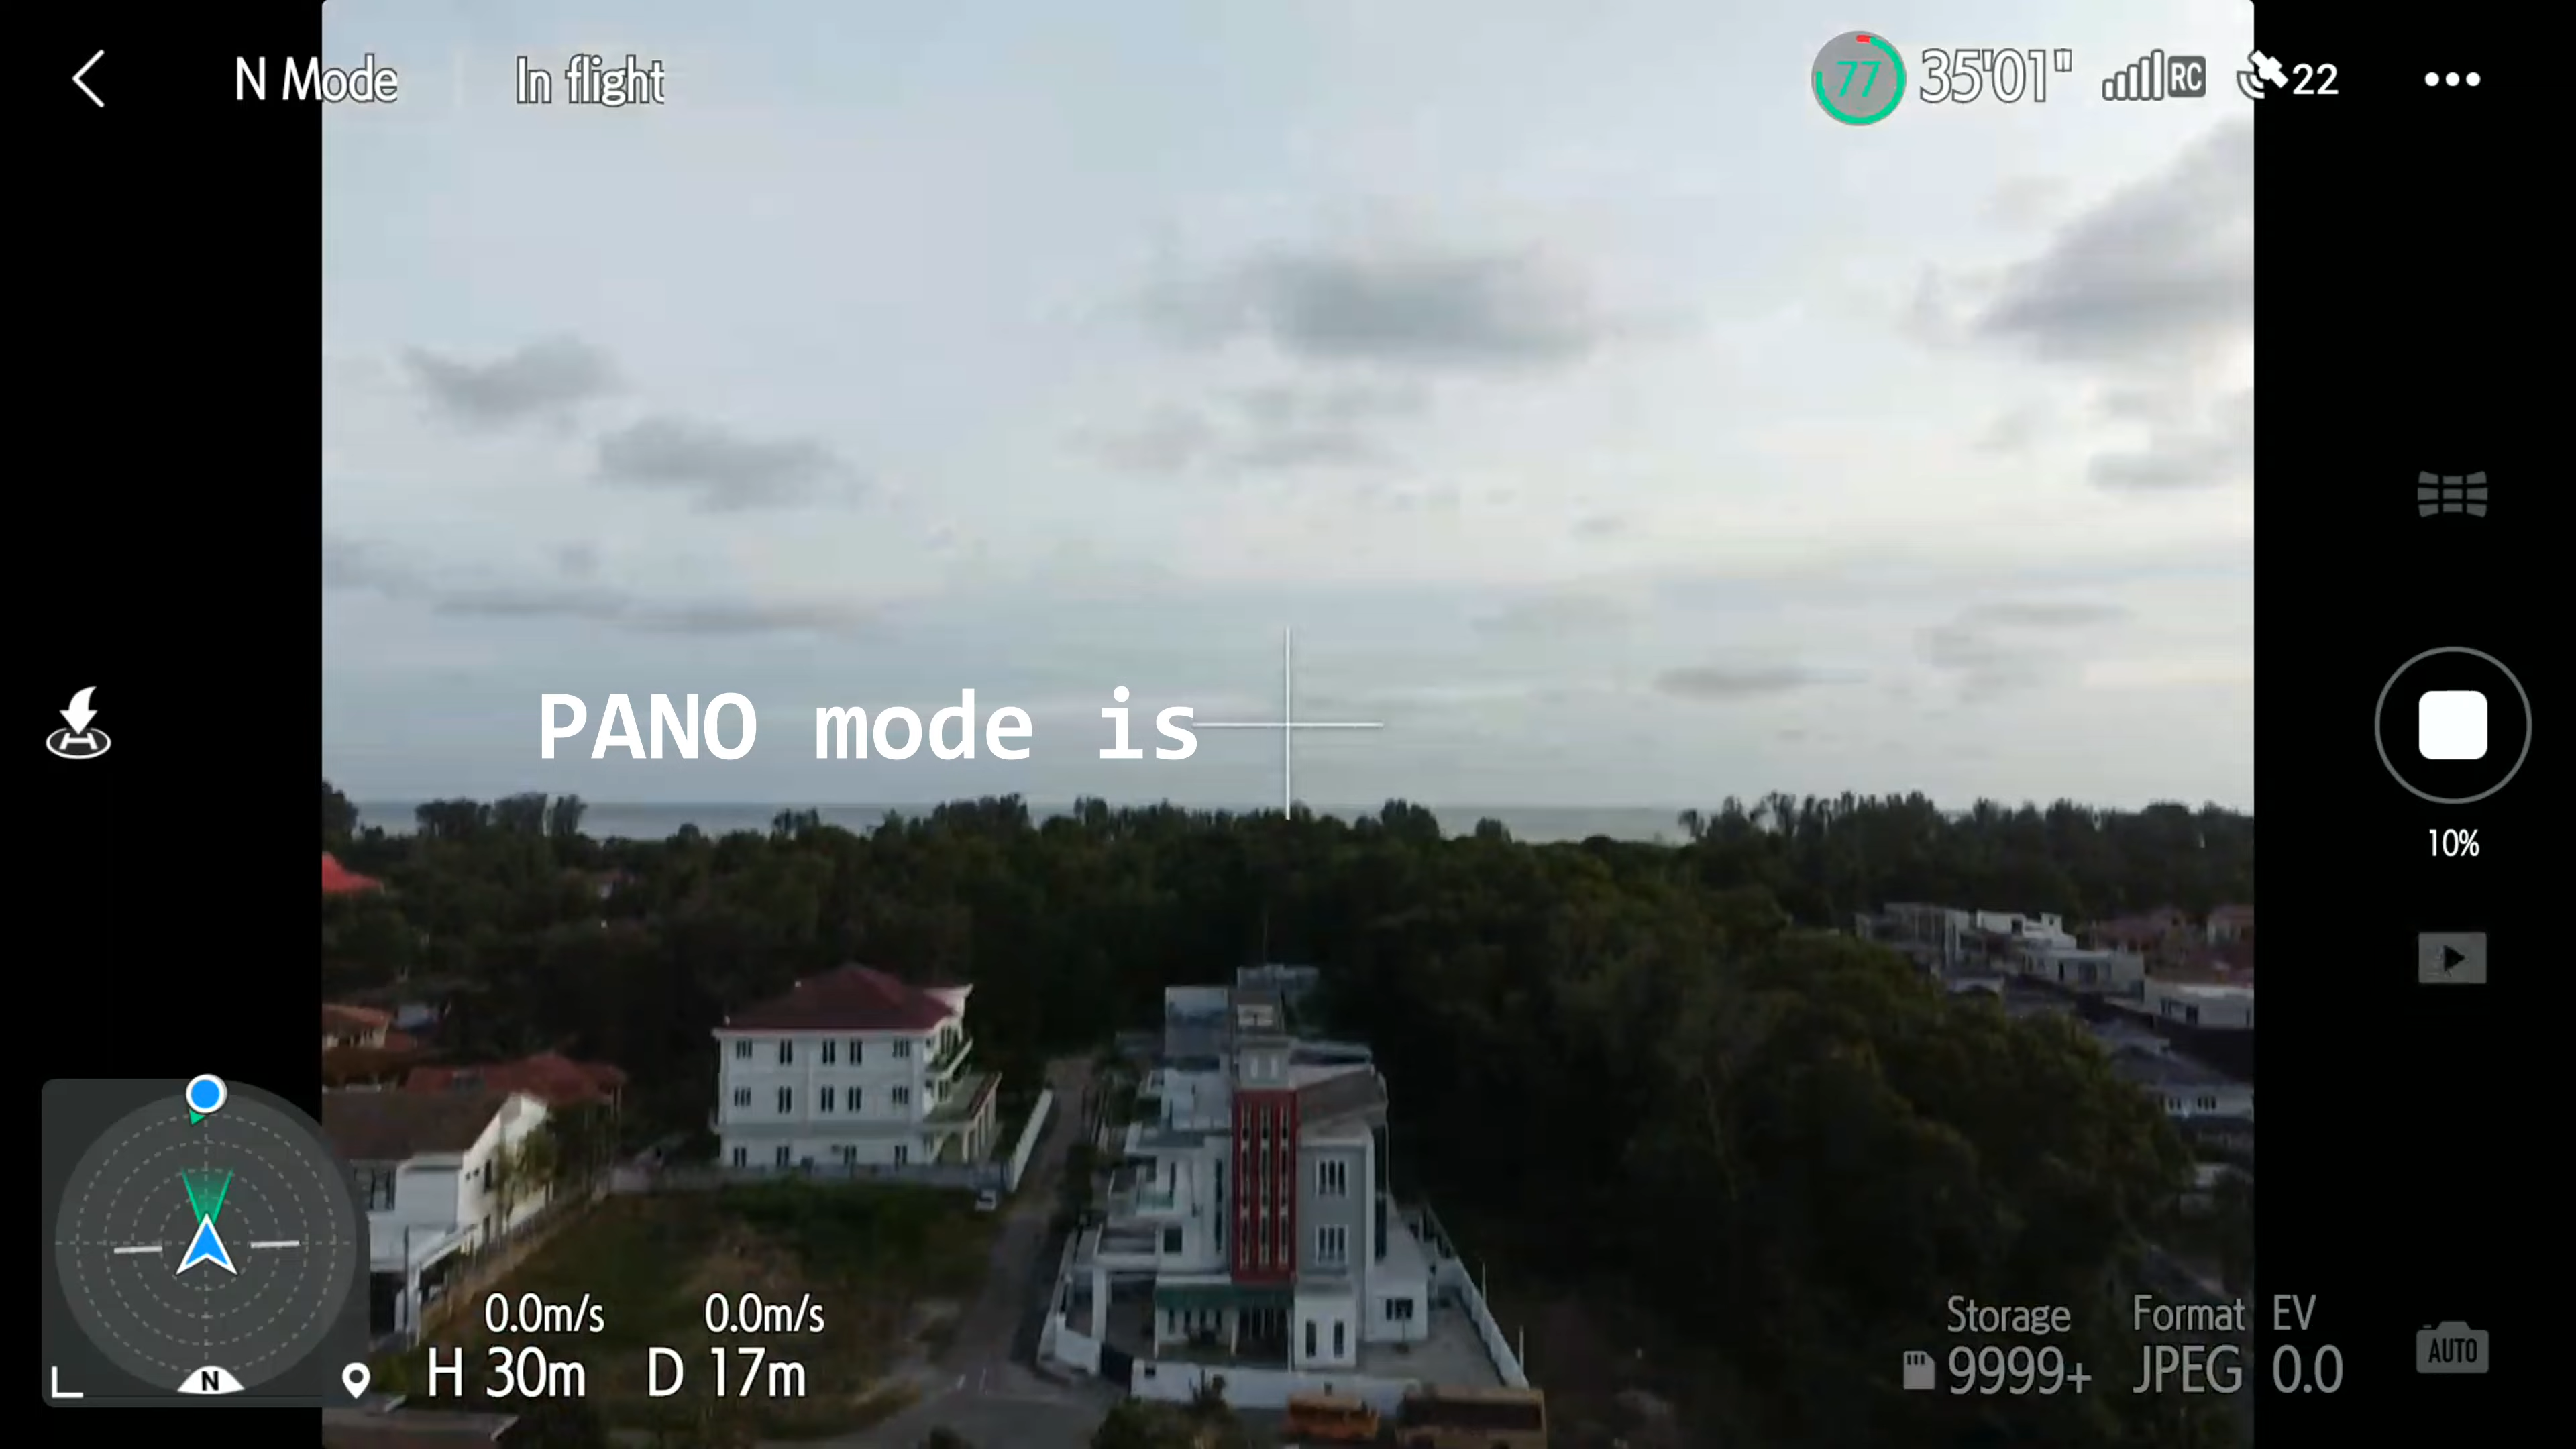 N Mode In flight 77 35'01" RC 22
PANO mode is
10%
0.0m/s 0.0m/s
H 30m D 17m
N
Storage Format EV
9999+ JPEG 0.0
AUTO